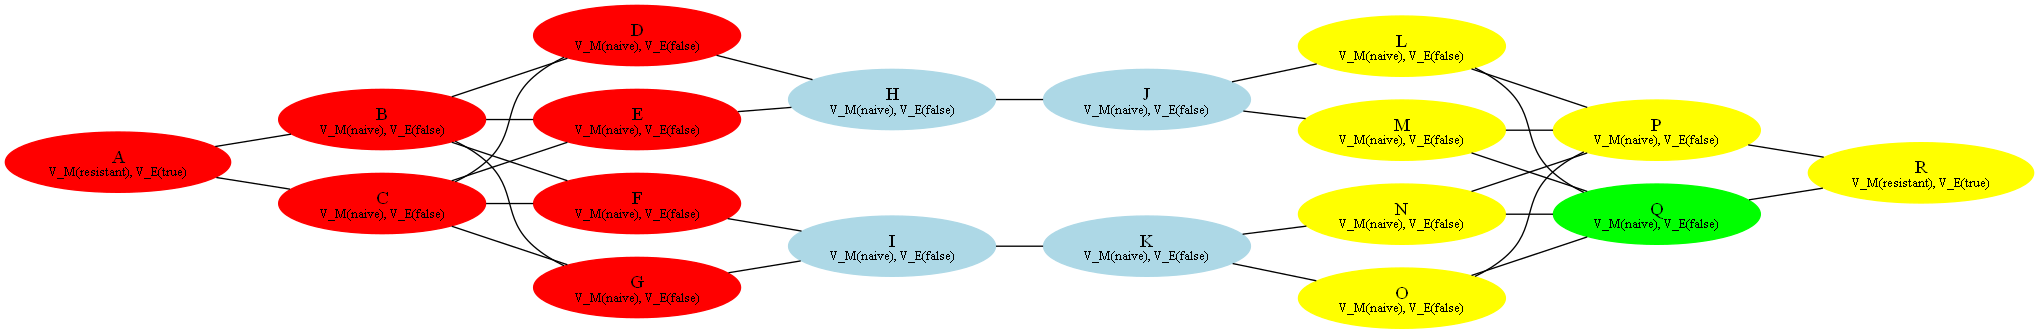 A
V_M(resistant), V_E(true)
B
V_M(naive), V_E(false)
C
V_M(naive), V_E(false)
D
V_M(naive), V_E(false)
E
V_M(naive), V_E(false)
F
V_M(naive), V_E(false)
G
V_M(naive), V_E(false)
H
V_M(naive), V_E(false)
I
V_M(naive), V_E(false)
J
V_M(naive), V_E(false)
K
V_M(naive), V_E(false)
L
V_M(naive), V_E(false)
M
V_M(naive), V_E(false)
N
V_M(naive), V_E(false)
O
V_M(naive), V_E(false)
P
V_M(naive), V_E(false)
Q
V_M(naive), V_E(false)
R
V_M(resistant), V_E(true)